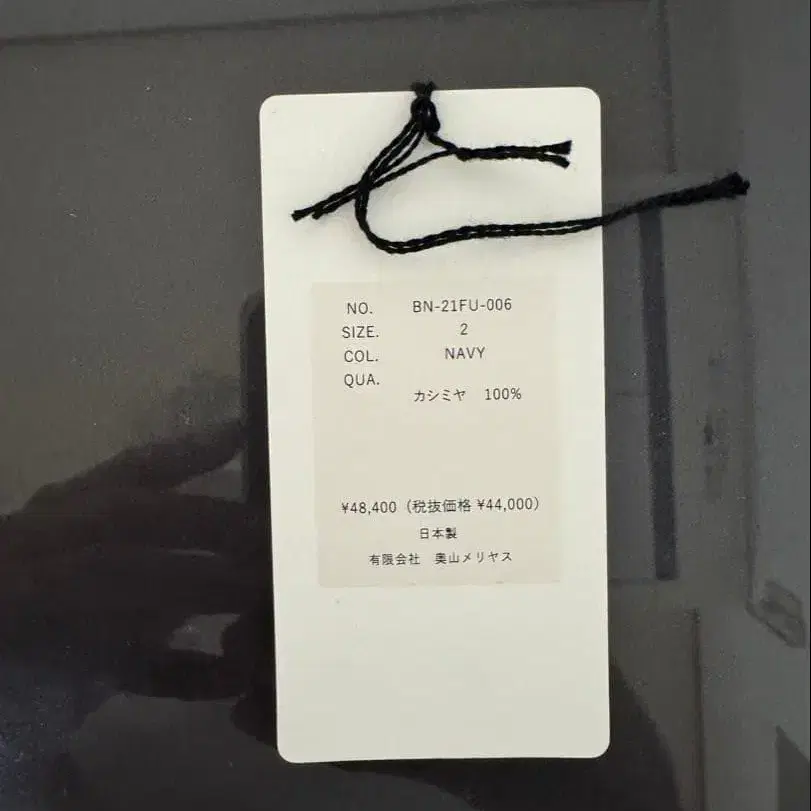 NO. BN-21FU-006
SIZE. 2
COL. NAVY
QUA.
カシミヤ 100%
¥48,400（税抜価格 ¥44,000）
日本製
有限会社 奥山メリヤス